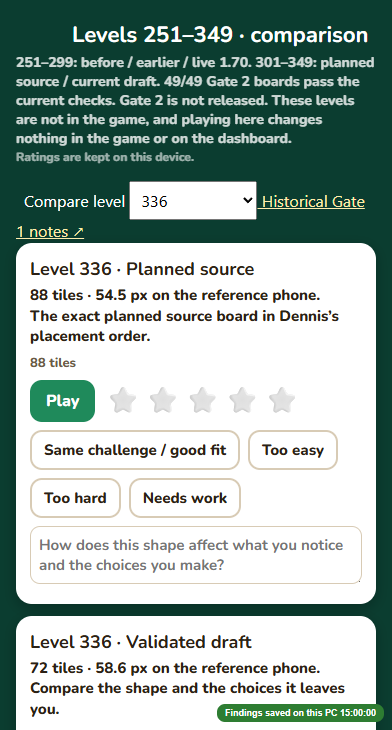 Levels 251–349 · comparison
251–299: before / earlier / live 1.70. 301–349: planned
source / current draft. 49/49 Gate 2 boards pass the
current checks. Gate 2 is not released. These levels
are not in the game, and playing here changes
nothing in the game or on the dashboard.
Ratings are kept on this device.
Compare level 336 Historical Gate
1 notes ↗
Level 336 · Planned source
88 tiles · 54.5 px on the reference phone.
The exact planned source board in Dennis’s
placement order.
88 tiles
Play
Same challenge / good fit Too easy
Too hard Needs work
How does this shape affect what you notice
and the choices you make?
Level 336 · Validated draft
72 tiles · 58.6 px on the reference phone.
Compare the shape and the choices it leaves
you.
Findings saved on this PC 15:00:00